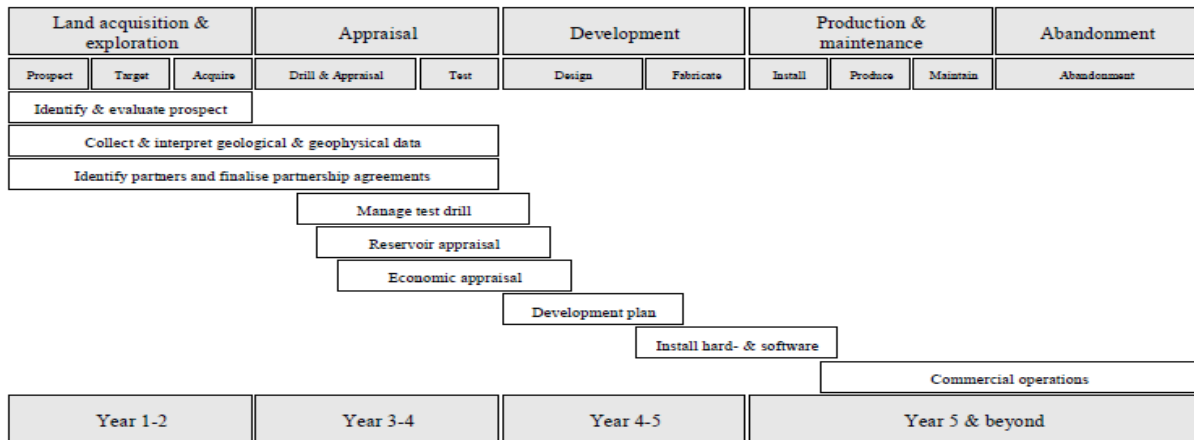 Land acquisition &
exploration
Appraisal
Development
Production &
maintenance
Abandonment
Prospect
Target
Acquire
Drill & Appraisal
Test
Design
Fabricate
Install
Produce
Maintain
Abandonment
Identify & evaluate prospect
Collect & interpret geological & geophysical data
Identify partners and finalise partnership agreements
Manage test drill
Reservoir appraisal
Economic appraisal
Development plan
Install hard- & software
Commercial operations
Year 1-2
Year 3-4
Year 4-5
Year 5 & beyond